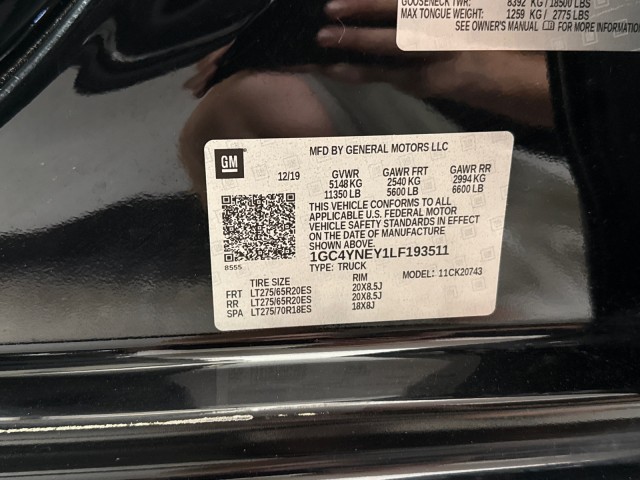 GOOSENECK TWR: 8392 KG / 18500 LBS
MAX TONGUE WEIGHT: 1259 KG / 2775 LBS
SEE OWNER'S MANUAL FOR MORE INFORMATION
GM
MFD BY GENERAL MOTORS LLC
12/19 GVWR GAWR FRT GAWR RR
5148 KG 2540 KG 2994 KG
11350 LB 5600 LB 6600 LB
THIS VEHICLE CONFORMS TO ALL
APPLICABLE U.S. FEDERAL MOTOR
VEHICLE SAFETY STANDARDS IN EFFECT
ON THE DATE OF MANUFACTURE
SHOWN ABOVE.
1GC4YNEY1LF193511
8555
TYPE: TRUCK MODEL: 11CK20743
TIRE SIZE RIM
FRT LT275/65R20ES 20X8.5J
RR LT275/65R20ES 20X8.5J
SPA LT275/70R18ES 18X8J